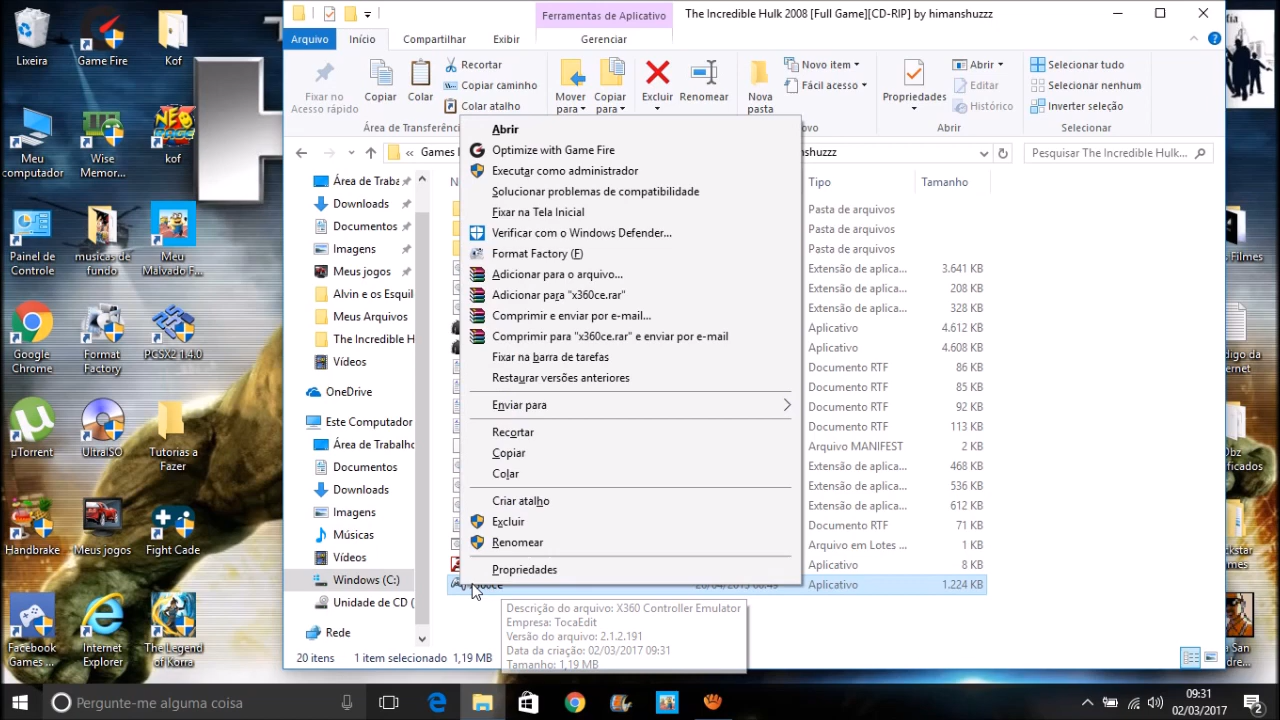 Lixeira
Game Fire
Kof
Meu
computador
Wise
Memor...
kof
Painel de
Controle
musicas de
fundo
Meu
Malvado F...
Google
Chrome
Format
Factory
PCSX2 1.4.0
µTorrent
UltraISO
Tutorias a
Fazer
Handbrake
Meus jogos
Fight Cade
Facebook
Games ...
Internet
Explorer
The Legend
of Korra
Ferramentas de Aplicativo
The Incredible Hulk 2008 [Full Game][CD-RIP] by himanshuzzz
Arquivo
Início
Compartilhar
Exibir
Gerenciar
Fixar no
Acesso rápido
Copiar
Colar
Recortar
Copiar caminho
Colar atalho
Mover
para
Copiar
para
Excluir
Renomear
Nova
pasta
Novo item
Fácil acesso
Propriedades
Abrir
Editar
Histórico
Selecionar tudo
Selecionar nenhum
Inverter seleção
Abrir
Selecionar
« Games
Pesquisar The Incredible Hulk...
Área de Traba
Downloads
Documentos
Imagens
Meus jogos
Alvin e os Esquil
Meus Arquivos
The Incredible H
Vídeos
OneDrive
Este Computador
Área de Trabalho
Downloads
Documentos
Imagens
Músicas
Vídeos
Windows (C:)
Unidade de CD (
Rede
20 itens
1 item selecionado 1,19 MB
Abrir
Optimize with Game Fire
Executar como administrador
Solucionar problemas de compatibilidade
Fixar na Tela Inicial
Verificar com o Windows Defender...
Format Factory (F)
Adicionar para o arquivo...
Adicionar para "x360ce.rar"
Comprimir e enviar por e-mail...
Comprimir para "x360ce.rar" e enviar por e-mail
Fixar na barra de tarefas
Restaurar versões anteriores
Enviar para
Recortar
Copiar
Colar
Criar atalho
Excluir
Renomear
Propriedades
Tipo
Tamanho
Pasta de arquivos
Pasta de arquivos
Pasta de arquivos
Extensão de aplica... 3.641 KB
Extensão de aplica... 208 KB
Extensão de aplica... 328 KB
Aplicativo 4.612 KB
Aplicativo 4.608 KB
Documento RTF 86 KB
Documento RTF 85 KB
Documento RTF 92 KB
Documento RTF 113 KB
Arquivo MANIFEST 2 KB
Extensão de aplica... 468 KB
Extensão de aplica... 536 KB
Extensão de aplica... 612 KB
Documento RTF 71 KB
Arquivo em Lotes ... 1 KB
Aplicativo 8 KB
Aplicativo 1.224 KB
Descrição do arquivo: X360 Controller Emulator
Empresa: TocaEdit
Versão do arquivo: 2.1.2.191
Data da criação: 02/03/2017 09:31
Tamanho: 1,19 MB
Pergunte-me alguma coisa
09:31
02/03/2017
2